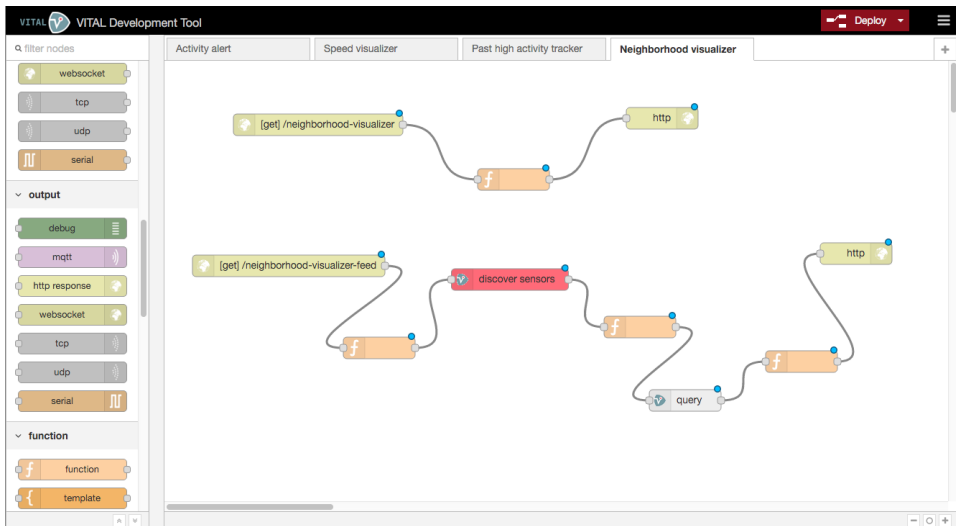 VITAL VITAL Development Tool Deploy
filter nodes
Activity alert Speed visualizer Past high activity tracker Neighborhood visualizer
websocket
tcp
udp
serial
output
debug
mqtt
http response
websocket
tcp
udp
serial
function
function
template
[get] /neighborhood-visualizer
http
[get] /neighborhood-visualizer-feed
discover sensors
query
http